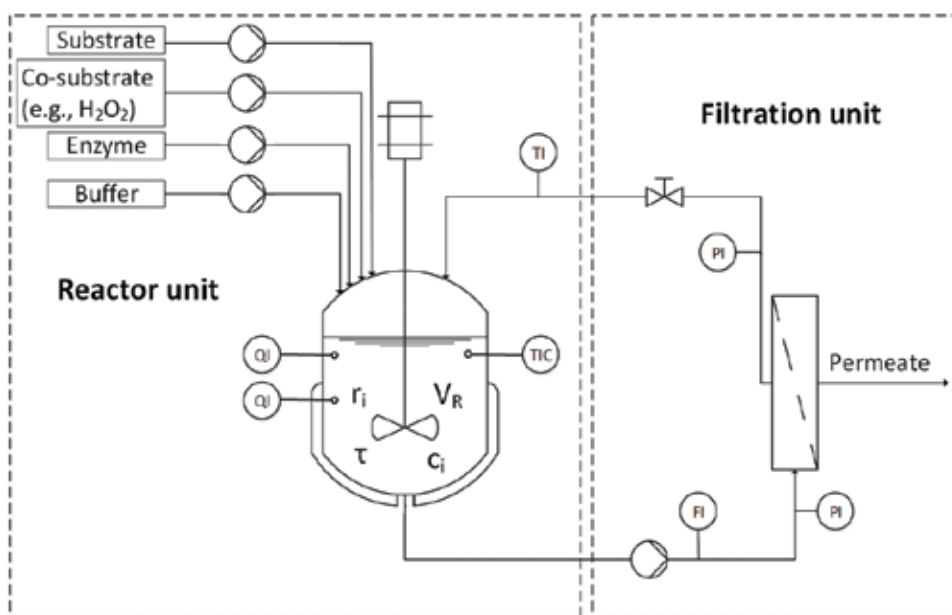 Substrate
Co-substrate
(e.g., H₂O₂)
Enzyme
Buffer
Reactor unit
Filtration unit
TI
PI
QI
TIC
QI
rᵢ
V_R
τ
cᵢ
Permeate
FI
PI